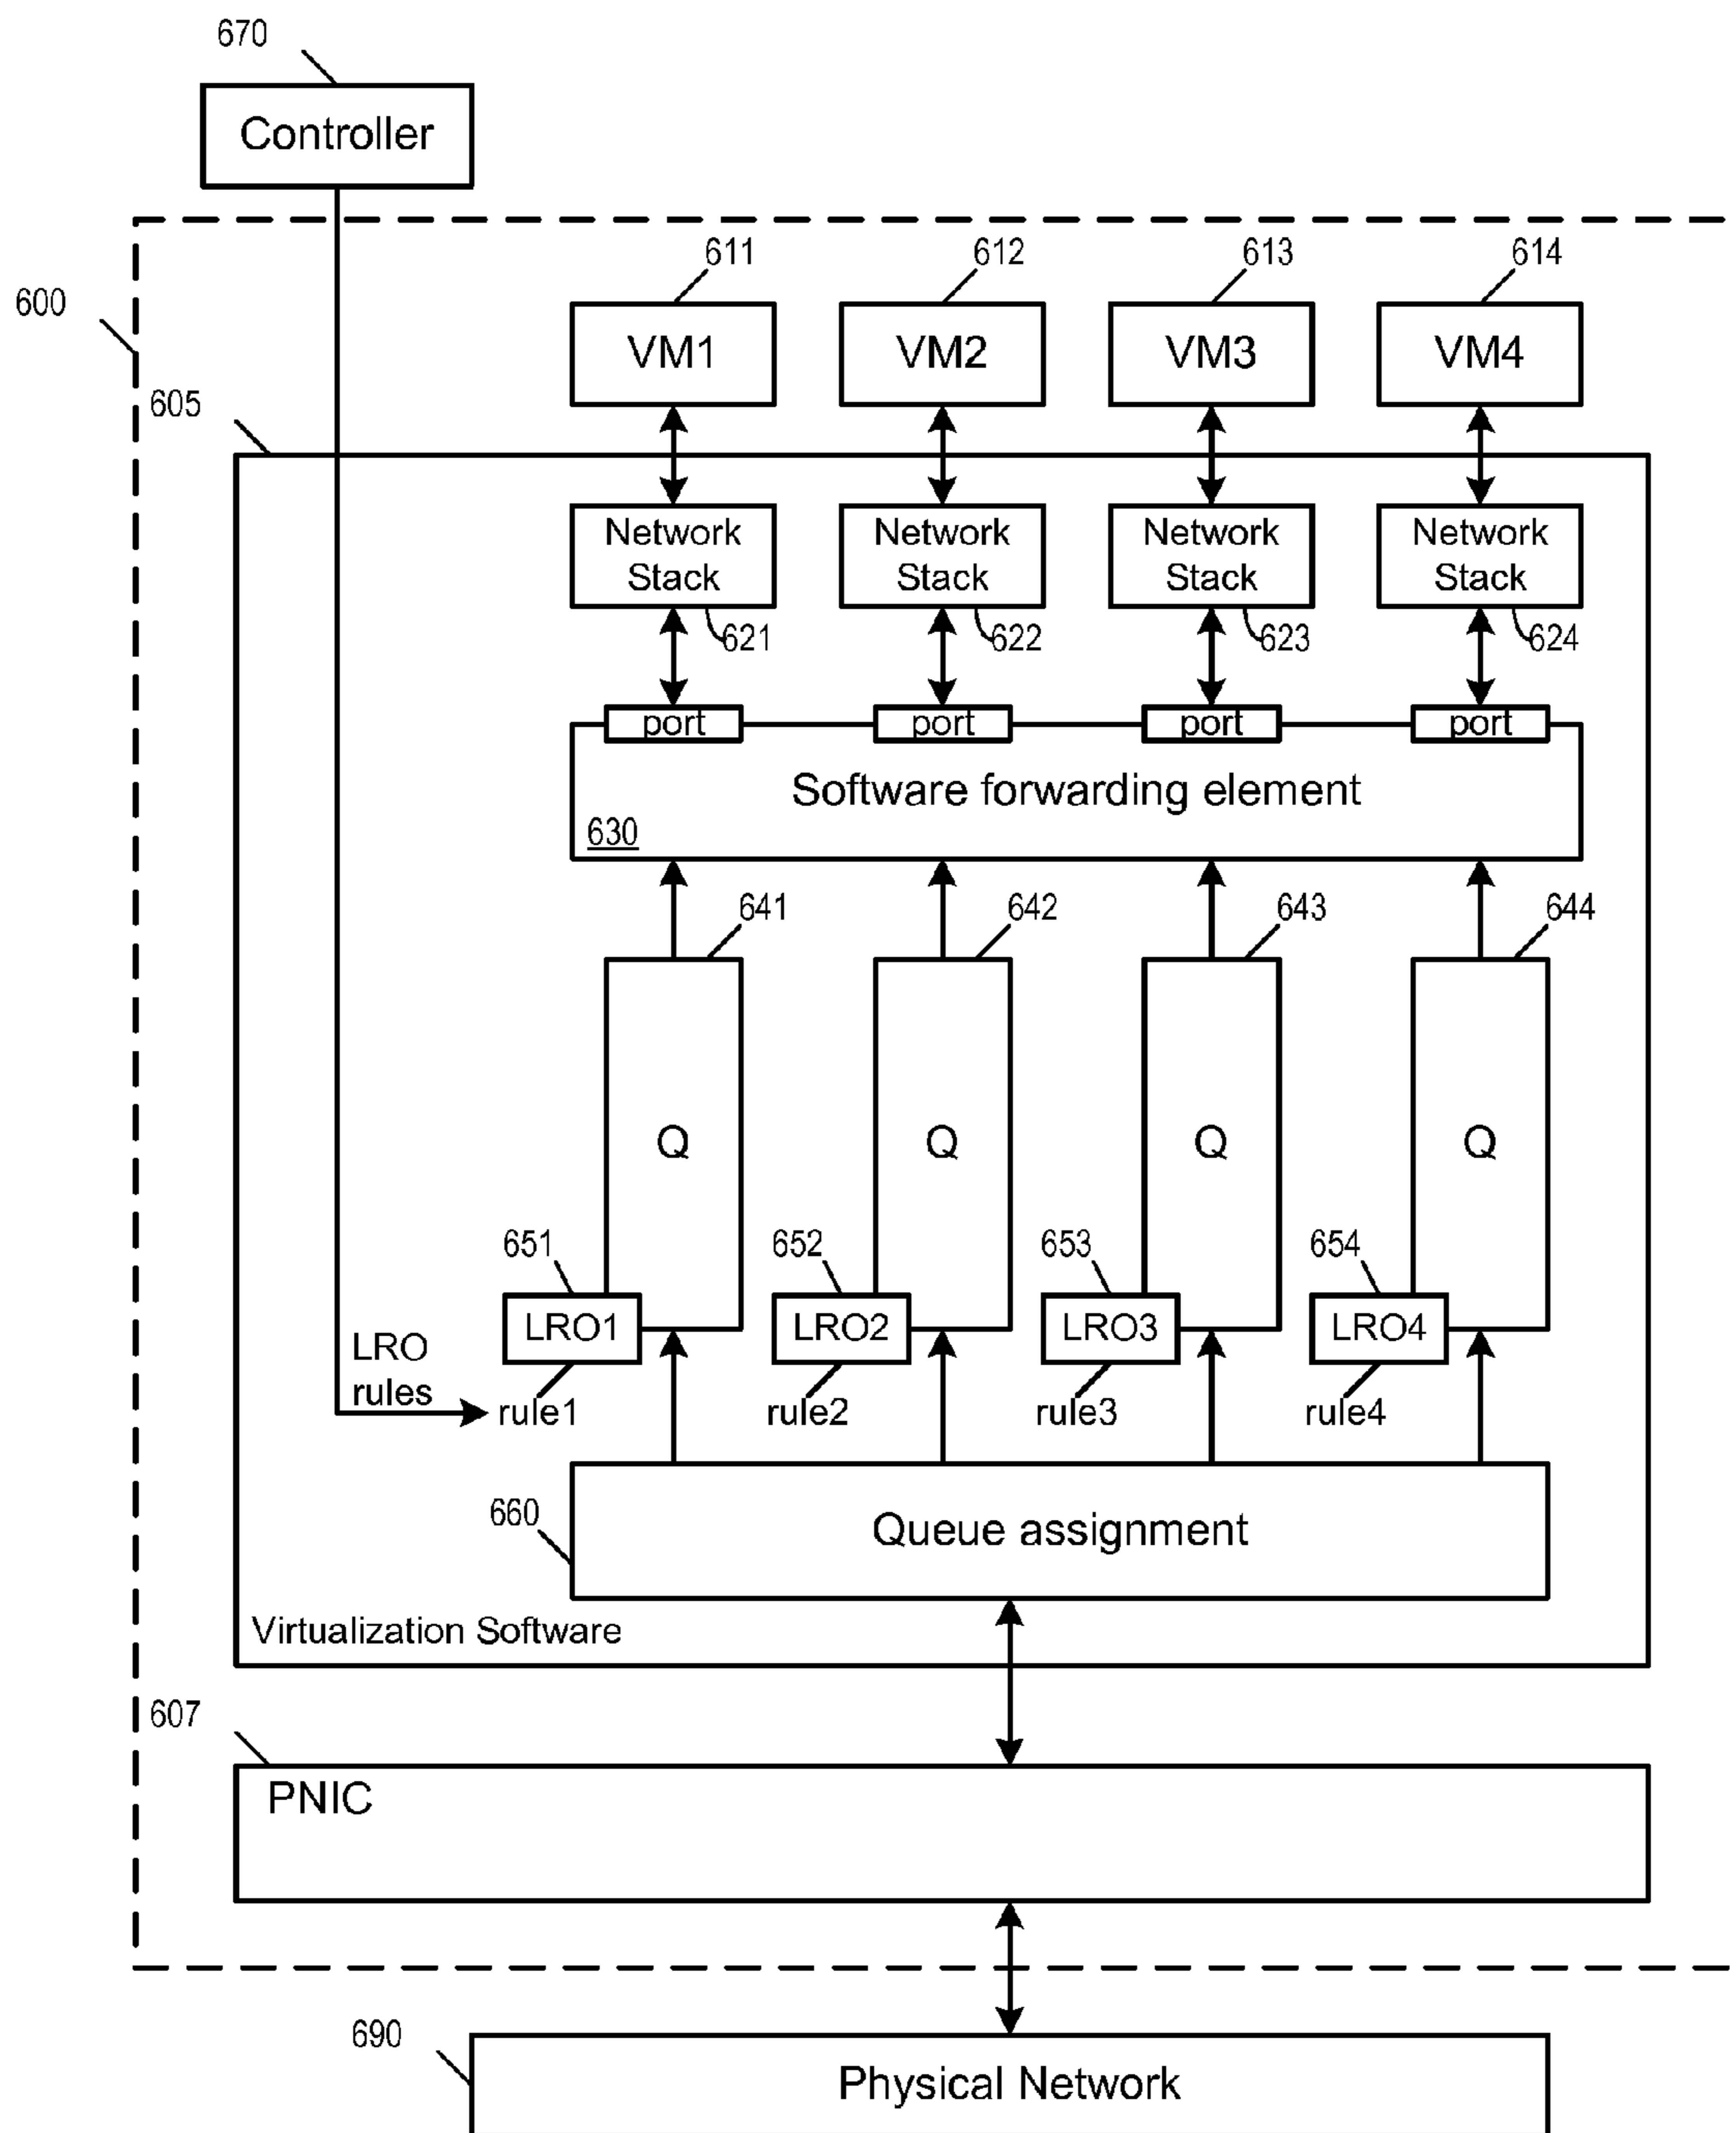 670
Controller
611
612
613
614
600
VM1
VM2
VM3
VM4
605
Network
Stack
Network
Stack
Network
Stack
Network
Stack
621
622
623
624
port
port
port
port
Software forwarding element
630
641
642
643
644
Q
Q
Q
Q
651
652
653
654
LRO1
LRO2
LRO3
LRO4
LRO
rules
rule1
rule2
rule3
rule4
660
Queue assignment
Virtualization Software
607
PNIC
690
Physical Network